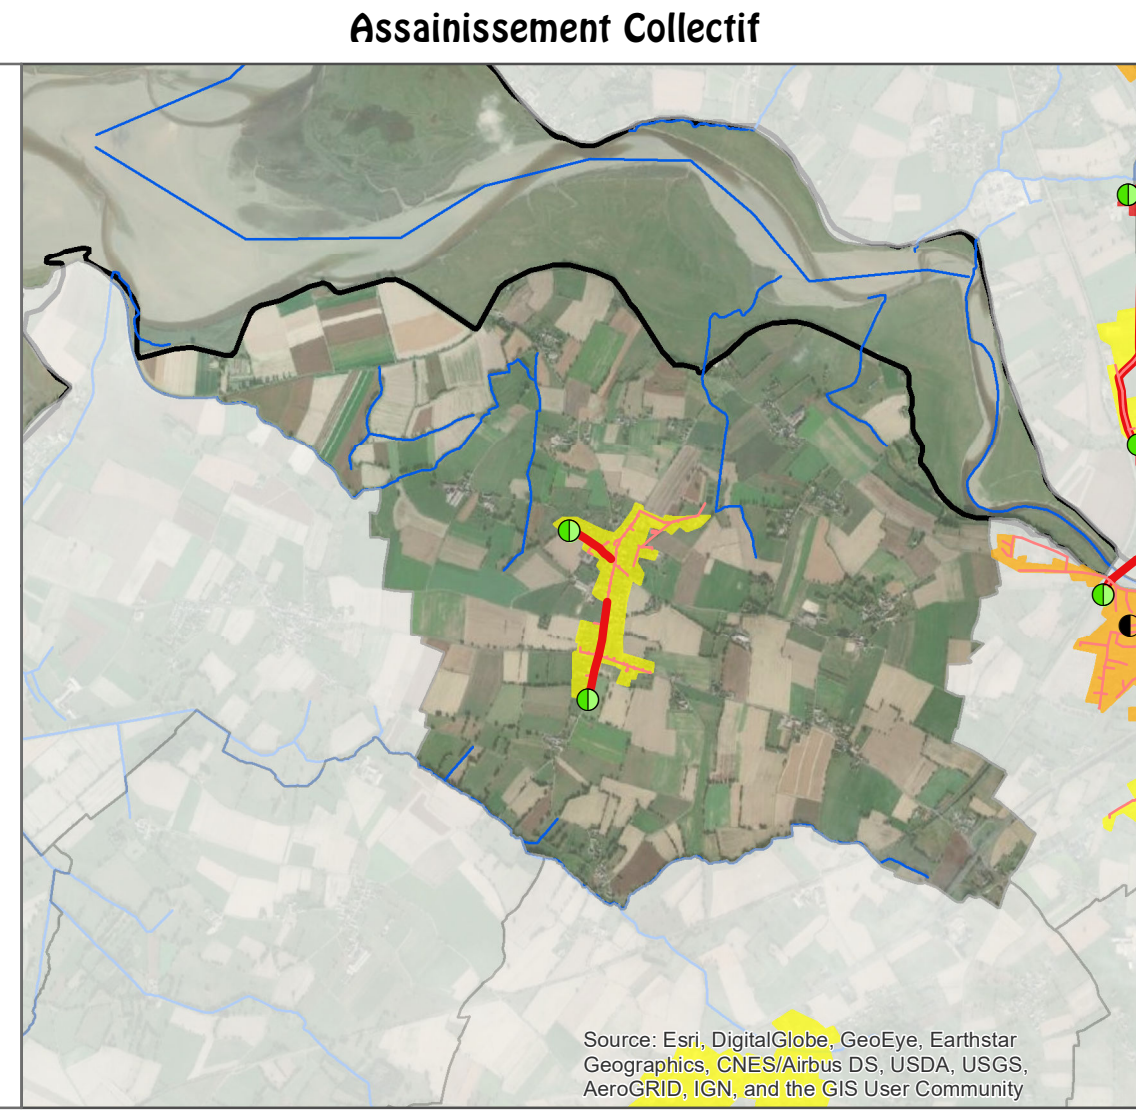 Assainissement Collectif
Source: Esri, DigitalGlobe, GeoEye, Earthstar
Geographics, CNES/Airbus DS, USDA, USGS,
AeroGRID, IGN, and the GIS User Community